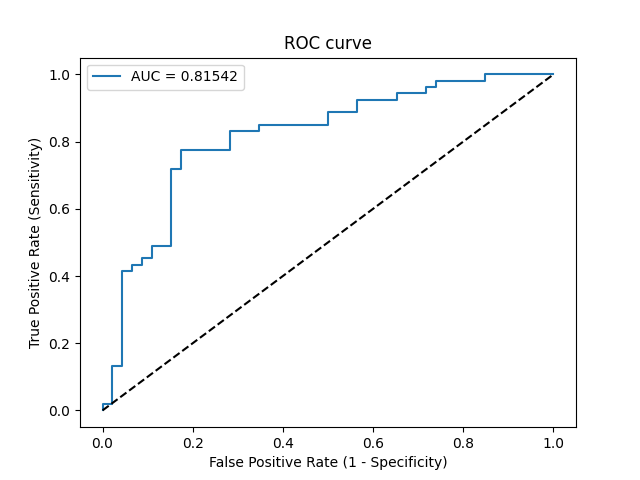 ROC curve
AUC = 0.81542
True Positive Rate (Sensitivity)
1.0
0.8
0.6
0.4
0.2
0.0
0.0 0.2 0.4 0.6 0.8 1.0
False Positive Rate (1 - Specificity)